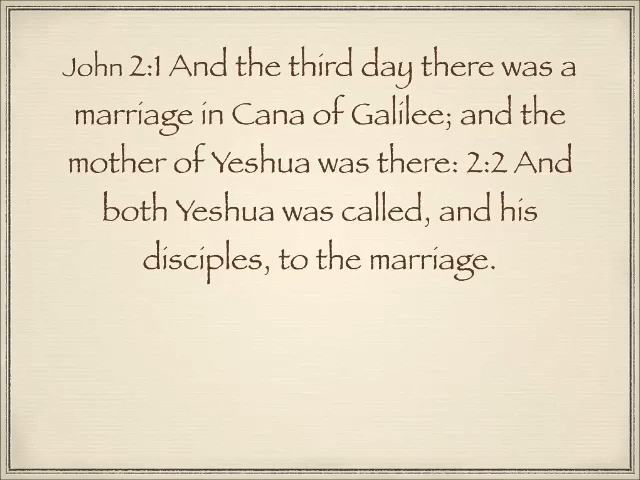 John 2:1 And the third day there was a
marriage in Cana of Galilee; and the
mother of Yeshua was there: 2:2 And
both Yeshua was called, and his
disciples, to the marriage.